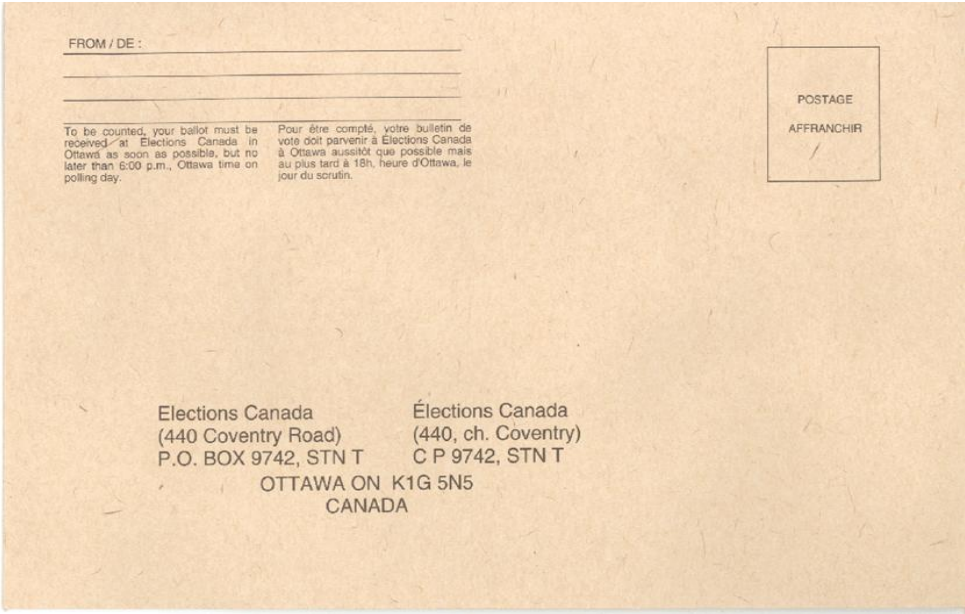 FROM / DE :
To be counted, your ballot must be
received at Elections Canada in
Ottawa as soon as possible, but no
later than 6:00 p.m., Ottawa time on
polling day.
Pour être compté, votre bulletin de
vote doit parvenir à Élections Canada
à Ottawa aussitôt que possible mais
au plus tard à 18h, heure d'Ottawa, le
jour du scrutin.
POSTAGE
AFFRANCHIR
Elections Canada
(440 Coventry Road)
P.O. BOX 9742, STN T
Élections Canada
(440, ch. Coventry)
C P 9742, STN T
OTTAWA ON K1G 5N5
CANADA